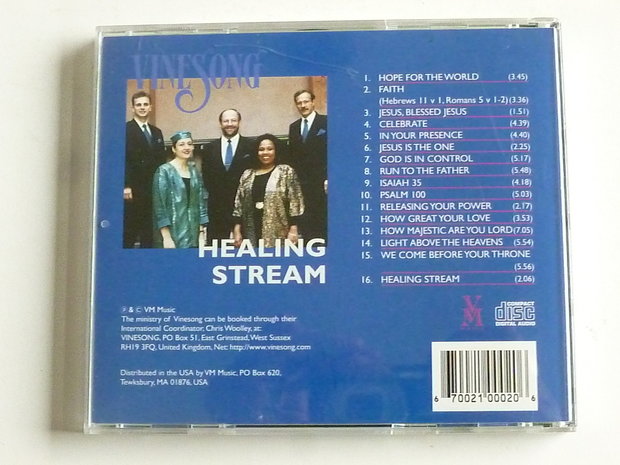 VINESONG
HEALING
STREAM
1. HOPE FOR THE WORLD (3.45)
2. FAITH
(Hebrews 11 v 1, Romans 5 v 1-2) (3.36)
3. JESUS, BLESSED JESUS (1.51)
4. CELEBRATE (4.39)
5. IN YOUR PRESENCE (4.40)
6. JESUS IS THE ONE (2.25)
7. GOD IS IN CONTROL (5.17)
8. RUN TO THE FATHER (5.48)
9. ISAIAH 35 (4.18)
10. PSALM 100 (5.03)
11. RELEASING YOUR POWER (2.17)
12. HOW GREAT YOUR LOVE (3.53)
13. HOW MAJESTIC ARE YOU LORD (7.05)
14. LIGHT ABOVE THE HEAVENS (5.54)
15. WE COME BEFORE YOUR THRONE
(5.56)
16. HEALING STREAM (2.06)
℗ & © VM Music
The ministry of Vinesong can be booked through their
International Coordinator, Chris Woolley, at:
VINESONG, PO Box 51, East Grinstead, West Sussex
RH19 3FQ, United Kingdom, Net: http://www.vinesong.com
Distributed in the USA by VM Music, PO Box 620,
Tewksbury, MA 01876, USA
VM
COMPACT
disc
DIGITAL AUDIO
6 70021 00020 6